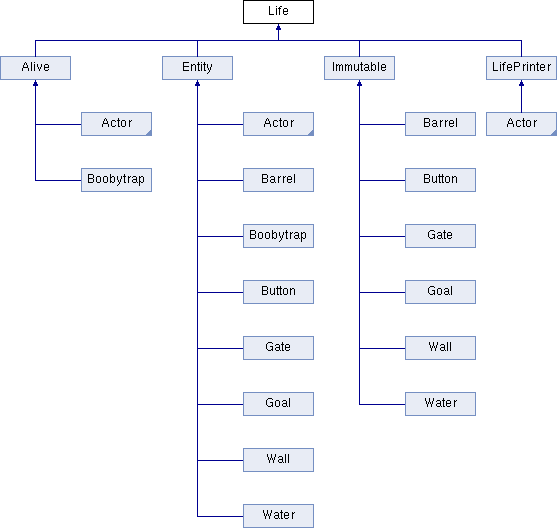 Life
Alive Entity Immutable LifePrinter
Actor Actor Barrel Actor
Boobytrap Barrel Button
Boobytrap Gate
Button Goal
Gate Wall
Goal Water
Wall
Water